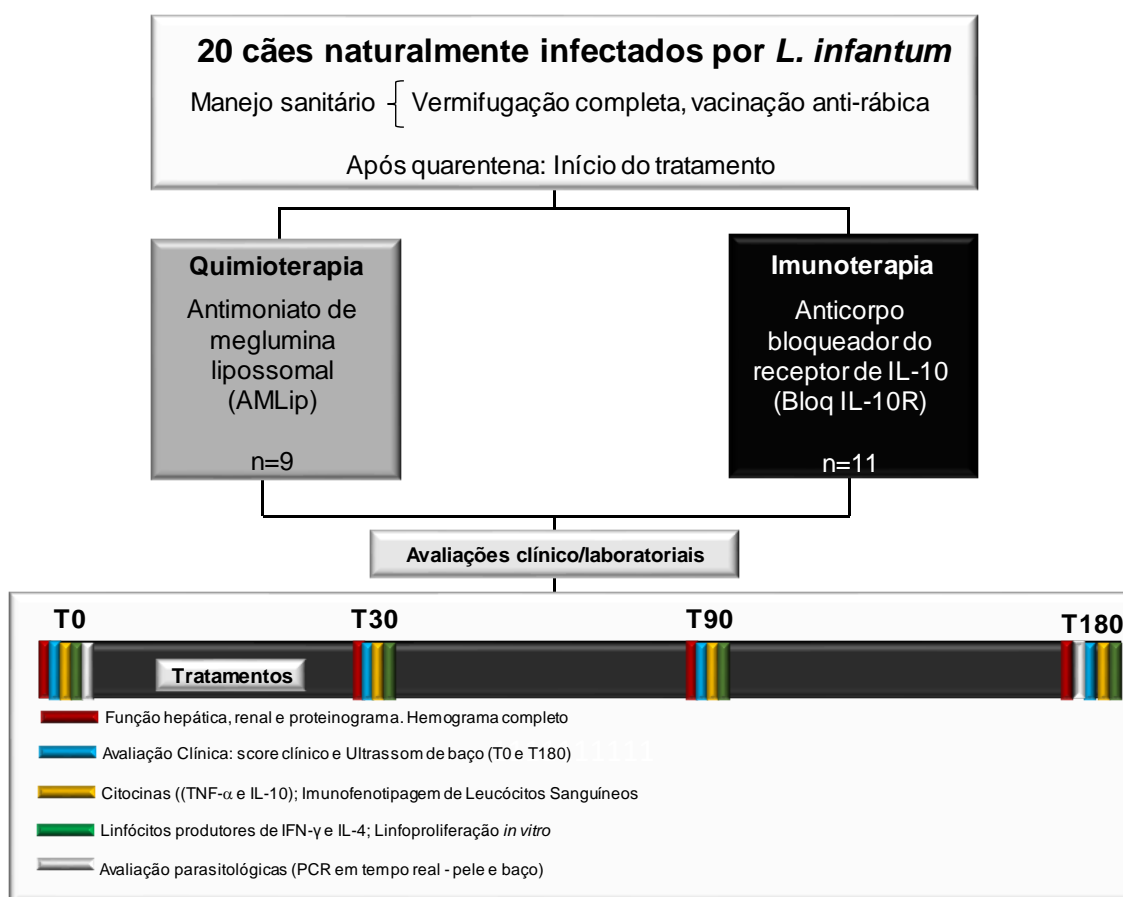 20 cães naturalmente infectados por L. infantum
Manejo sanitário { Vermifugação completa, vacinação anti-rábica
Após quarentena: Início do tratamento
Quimioterapia
Antimoniato de
meglumina
lipossomal
(AMLip)
n=9
Imunoterapia
Anticorpo
bloqueador do
receptor de IL-10
(Bloq IL-10R)
n=11
Avaliações clínico/laboratoriais
T0 T30 T90 T180
Tratamentos
Função hepática, renal e proteinograma. Hemograma completo
Avaliação Clínica: score clínico e Ultrassom de baço (T0 e T180)
Citocinas ((TNF-α e IL-10); Imunofenotipagem de Leucócitos Sanguíneos
Linfócitos produtores de IFN-γ e IL-4; Linfoproliferação in vitro
Avaliação parasitológicas (PCR em tempo real - pele e baço)